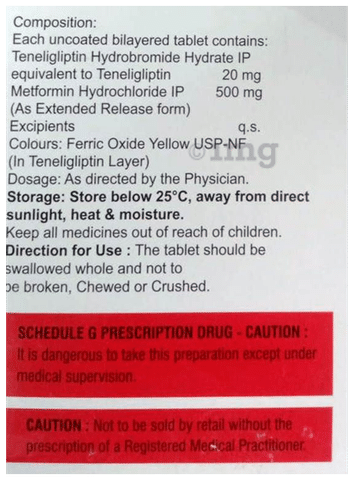 Composition:
Each uncoated bilayered tablet contains:
Teneligliptin Hydrobromide Hydrate IP
equivalent to Teneligliptin 20 mg
Metformin Hydrochloride IP 500 mg
(As Extended Release form)
Excipients q.s.
Colours: Ferric Oxide Yellow USP-NF
(In Teneligliptin Layer)
Dosage: As directed by the Physician.
Storage: Store below 25°C, away from direct
sunlight, heat & moisture.
Keep all medicines out of reach of children.
Direction for Use : The tablet should be
swallowed whole and not to
be broken, Chewed or Crushed.
SCHEDULE G PRESCRIPTION DRUG - CAUTION :
It is dangerous to take this preparation except under
medical supervision.
CAUTION : Not to be sold by retail without the
prescription of a Registered Medical Practitioner.